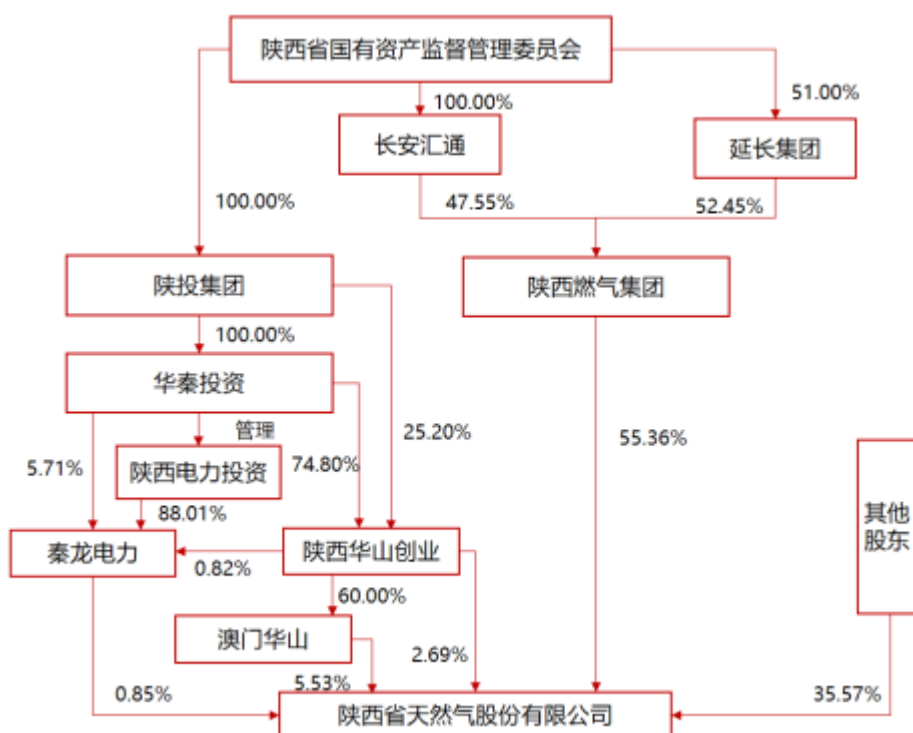 陕西省国有资产监督管理委员会
100.00%
51.00%
长安汇通
延长集团
100.00%
47.55%
52.45%
陕投集团
陕西燃气集团
100.00%
华秦投资
管理
25.20%
55.36%
5.71%
陕西电力投资
74.80%
88.01%
其他
股东
秦龙电力
0.82%
陕西华山创业
60.00%
澳门华山
2.69%
0.85%
5.53%
35.57%
陕西省天然气股份有限公司